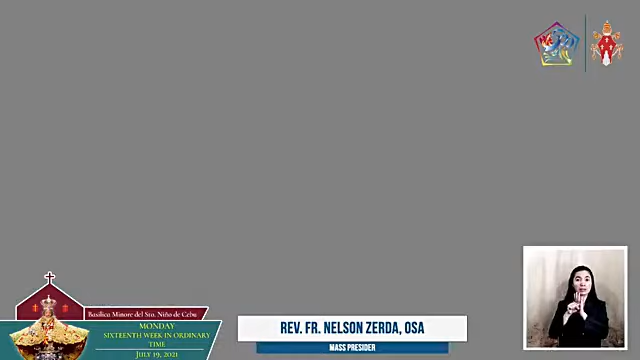 Basilica Minore del Sto. Niño de Cebu
MONDAY
SIXTEENTH WEEK IN ORDINARY
TIME
JULY 19, 2021
REV. FR. NELSON ZERDA, OSA
MASS PRESIDER